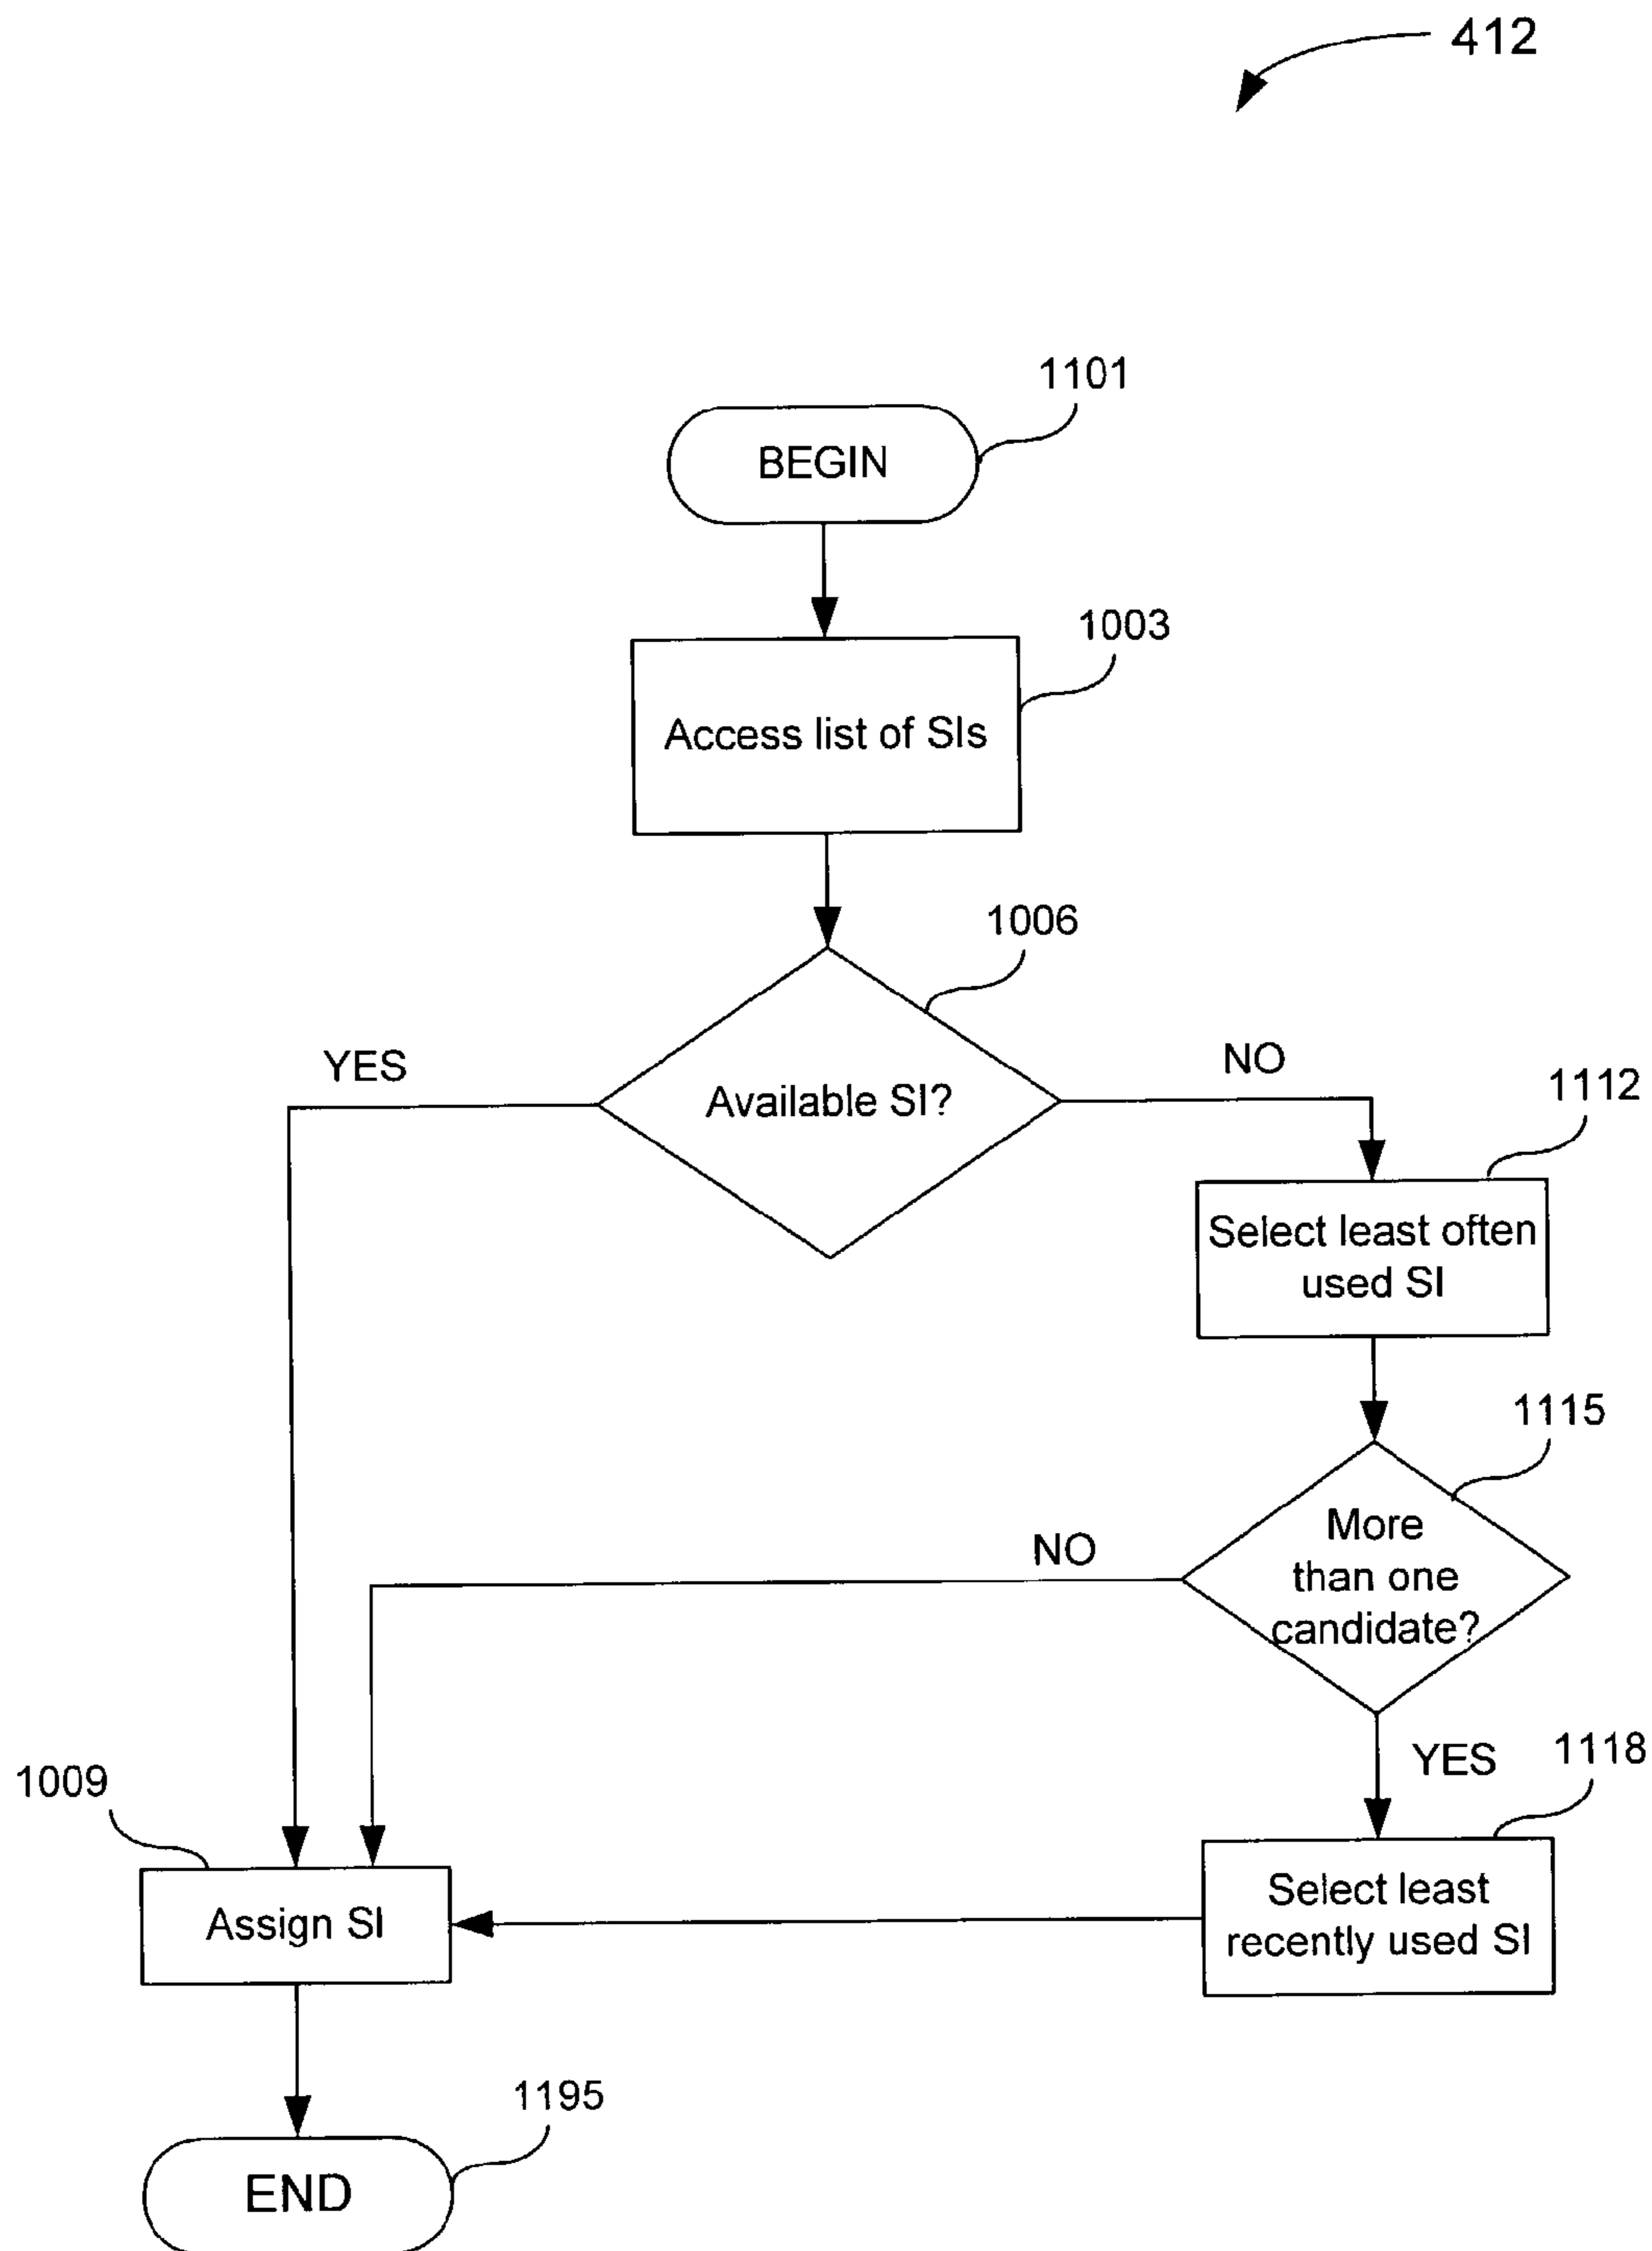 412
1101
BEGIN
1003
Access list of SIs
1006
YES
Available SI?
NO
1112
Select least often
used SI
1115
More
than one
candidate?
NO
YES
1118
1009
Select least
recently used SI
Assign SI
1195
END